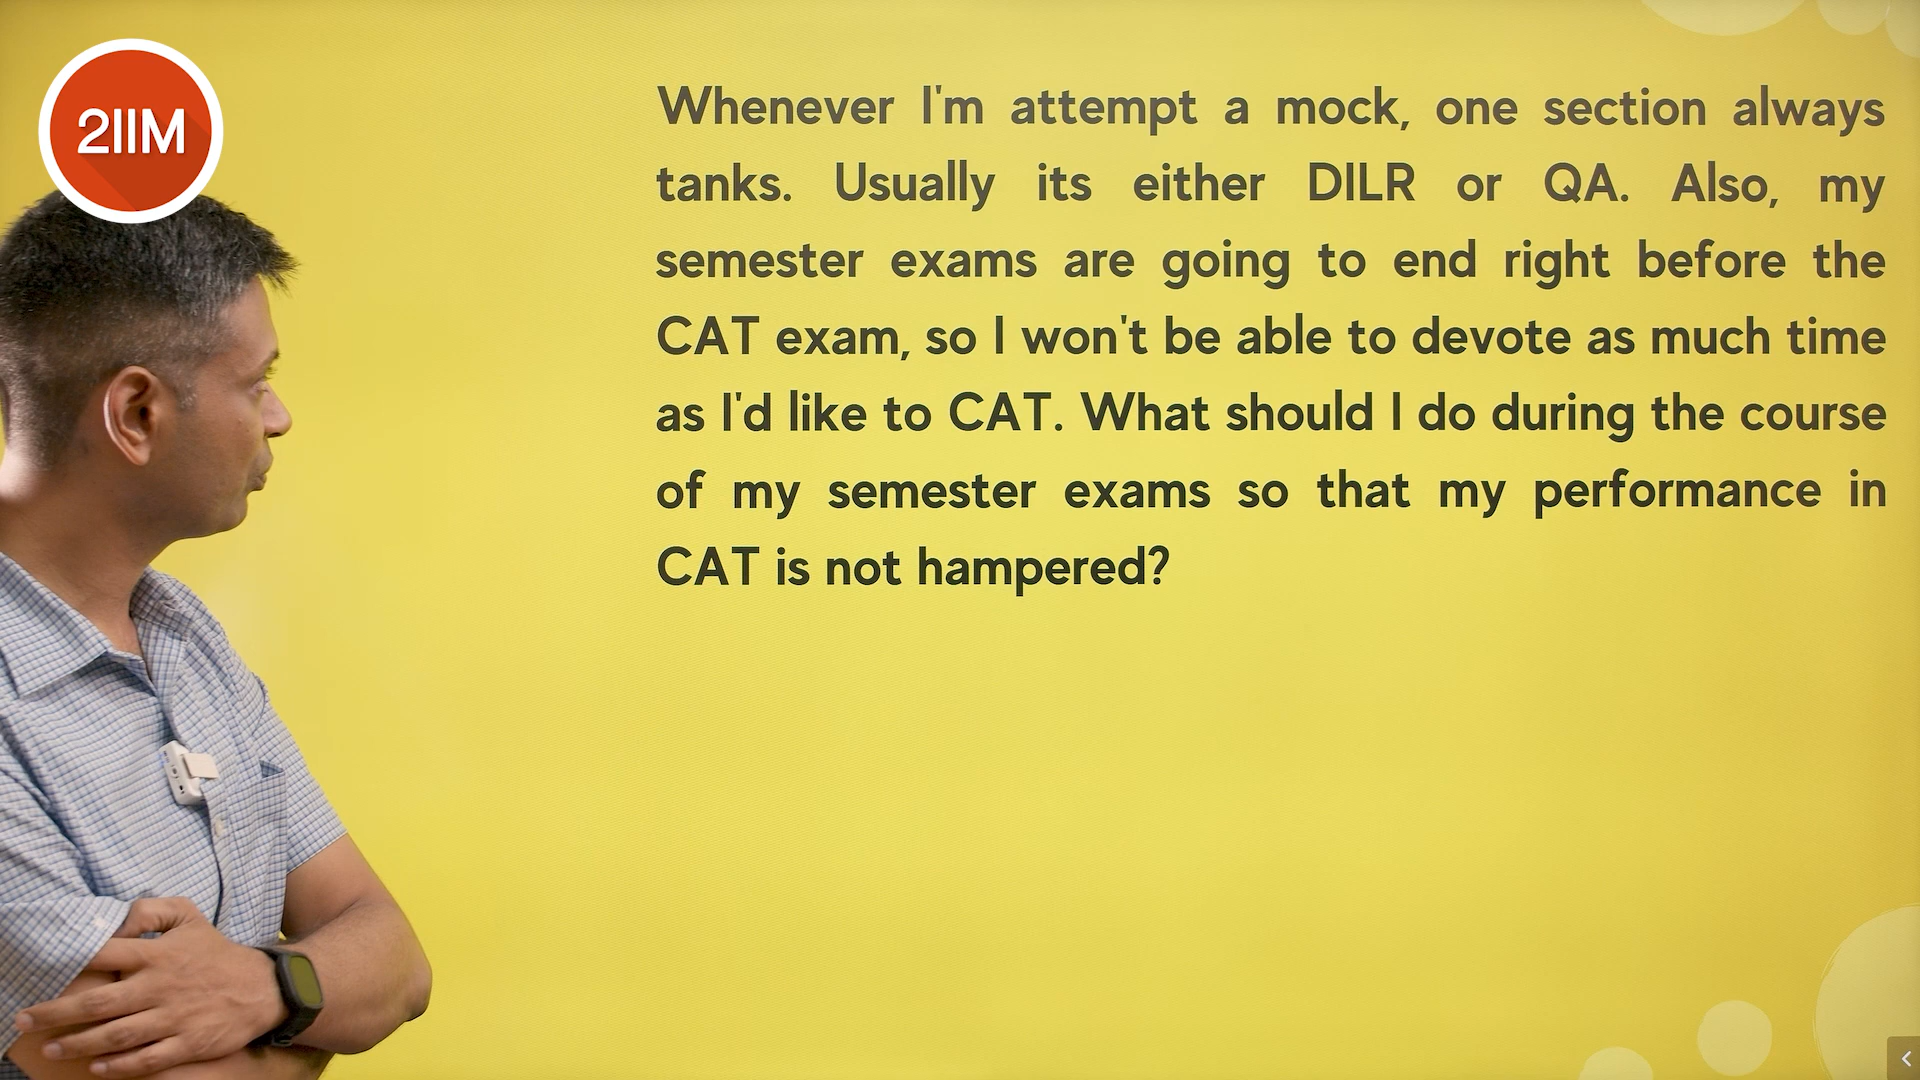 2IIM
Whenever I'm attempt a mock, one section always
tanks. Usually its either DILR or QA. Also, my
semester exams are going to end right before the
CAT exam, so I won't be able to devote as much time
as I'd like to CAT. What should I do during the course
of my semester exams so that my performance in
CAT is not hampered?